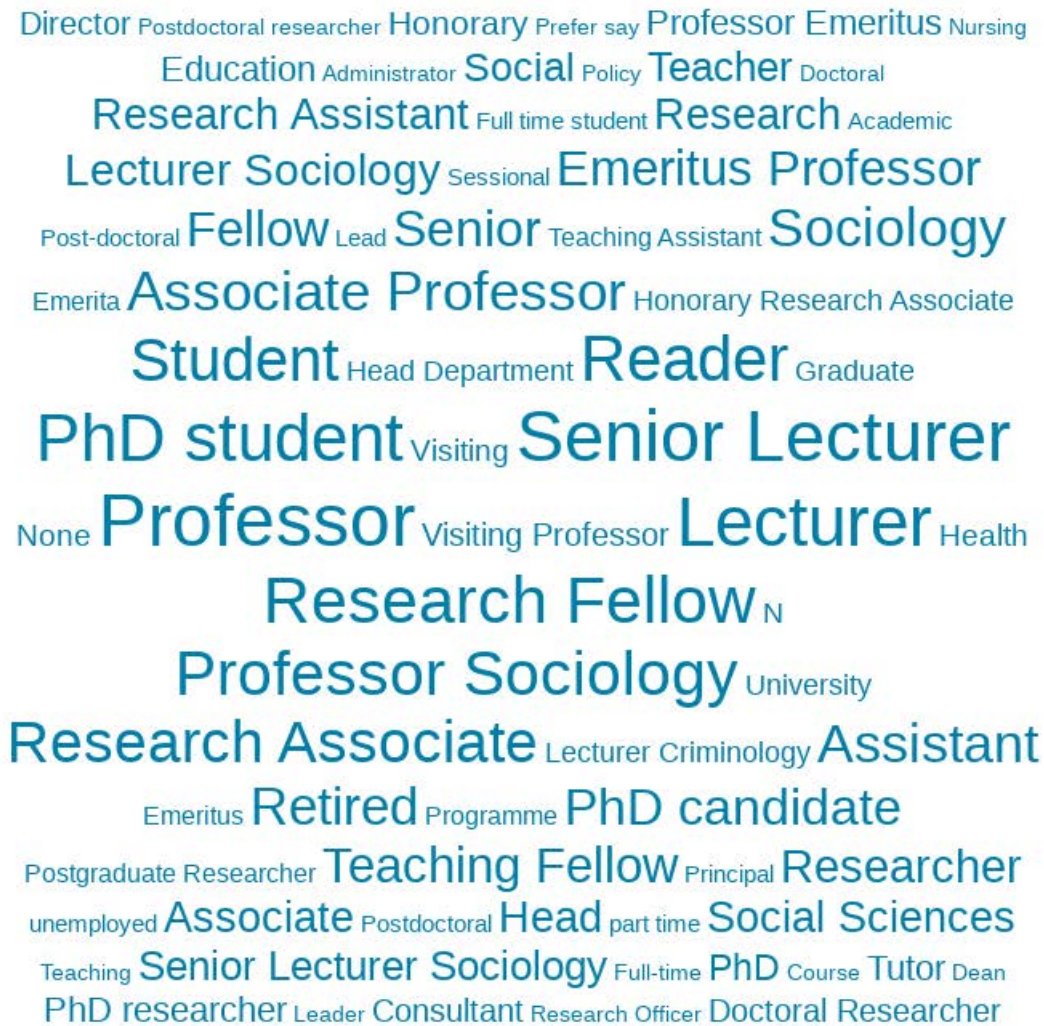 Director Postdoctoral researcher Honorary Prefer say Professor Emeritus Nursing
Education Administrator Social Policy Teacher Doctoral
Research Assistant Full time student Research Academic
Lecturer Sociology Sessional Emeritus Professor
Post-doctoral Fellow Lead Senior Teaching Assistant Sociology
Emerita Associate Professor Honorary Research Associate
Student Head Department Reader Graduate
PhD student Visiting Senior Lecturer
None Professor Visiting Professor Lecturer Health
Research Fellow N
Professor Sociology University
Research Associate Lecturer Criminology Assistant
Emeritus Retired Programme PhD candidate
Postgraduate Researcher Teaching Fellow Principal Researcher
unemployed Associate Postdoctoral Head part time Social Sciences
Teaching Senior Lecturer Sociology Full-time PhD Course Tutor Dean
PhD researcher Leader Consultant Research Officer Doctoral Researcher